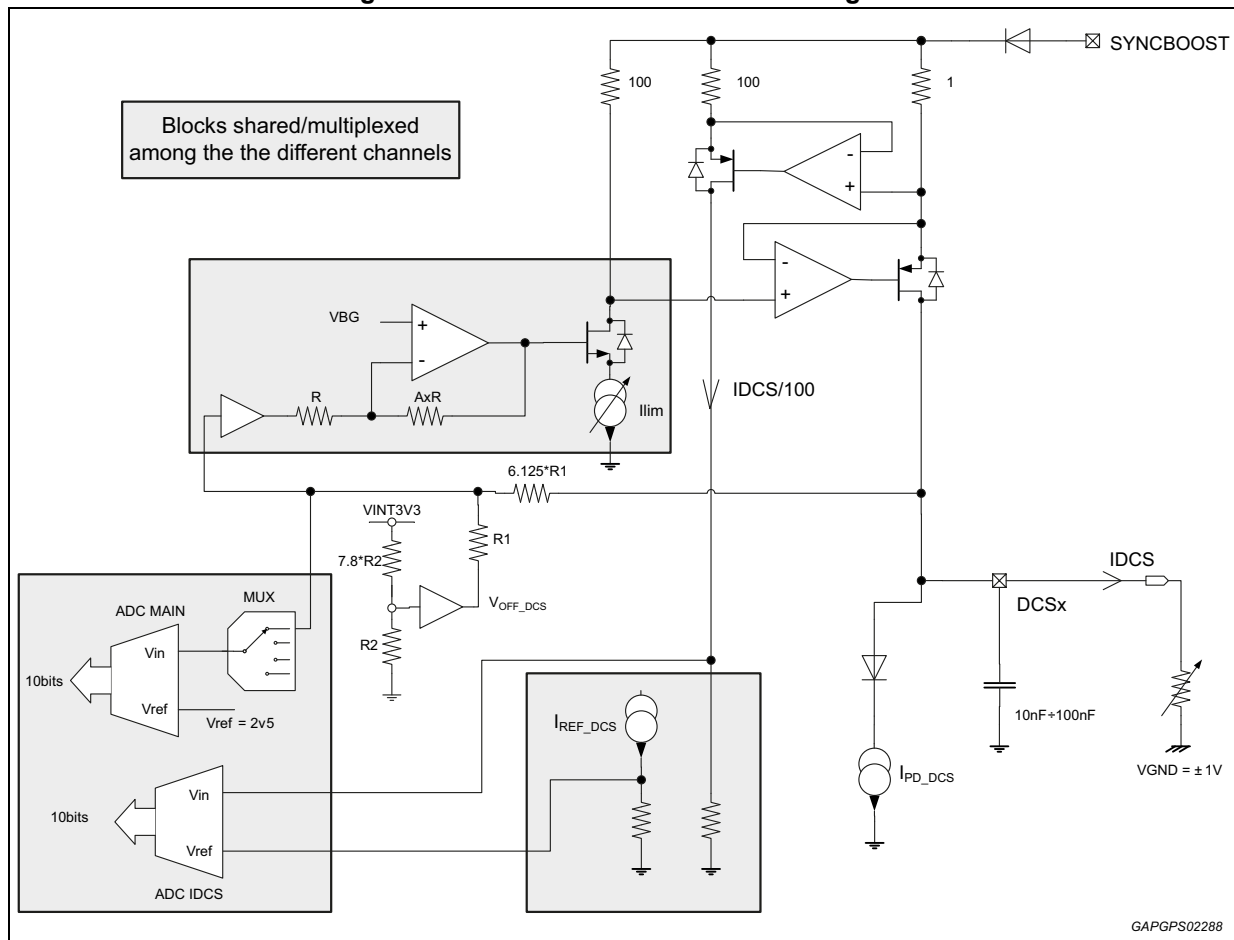 SYNCBOOST
100
100
1
Blocks shared/multiplexed
among the the different channels
-
+
-
+
VBG
+
-
R
AxR
Ilim
IDCS/100
6.125*R1
VINT3V3
7.8*R2
R1
VOFF_DCS
R2
IDCS
DCSx
MUX
ADC MAIN
Vin
10bits
Vref
Vref = 2v5
IREF_DCS
10nF÷100nF
VGND = ± 1V
IPD_DCS
Vin
10bits
Vref
ADC IDCS
GAPGPS02288